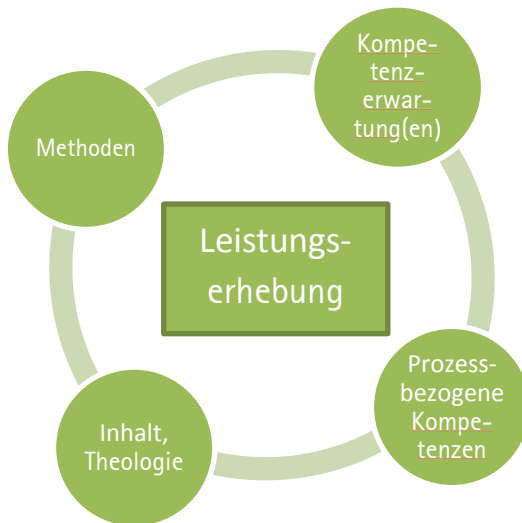 Kompe-
tenz-
erwar-
tung(en)
Methoden
Leistungs-
erhebung
Prozess-
bezogene
Kompe-
tenzen
Inhalt,
Theologie